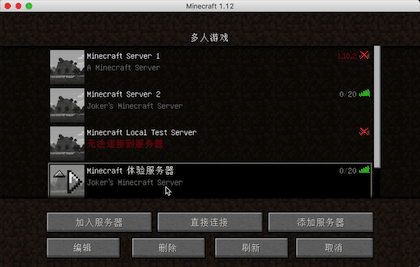 Minecraft 1.12
多人游戏
Minecraft Server 1
1.10.2
A Minecraft Server
Minecraft Server 2
0/20
Joker's Minecraft Server
Minecraft Local Test Server
无法连接到服务器
Minecraft 体验服务器
0/20
Joker's Minecraft Server
加入服务器
直接连接
添加服务器
编辑
删除
刷新
取消